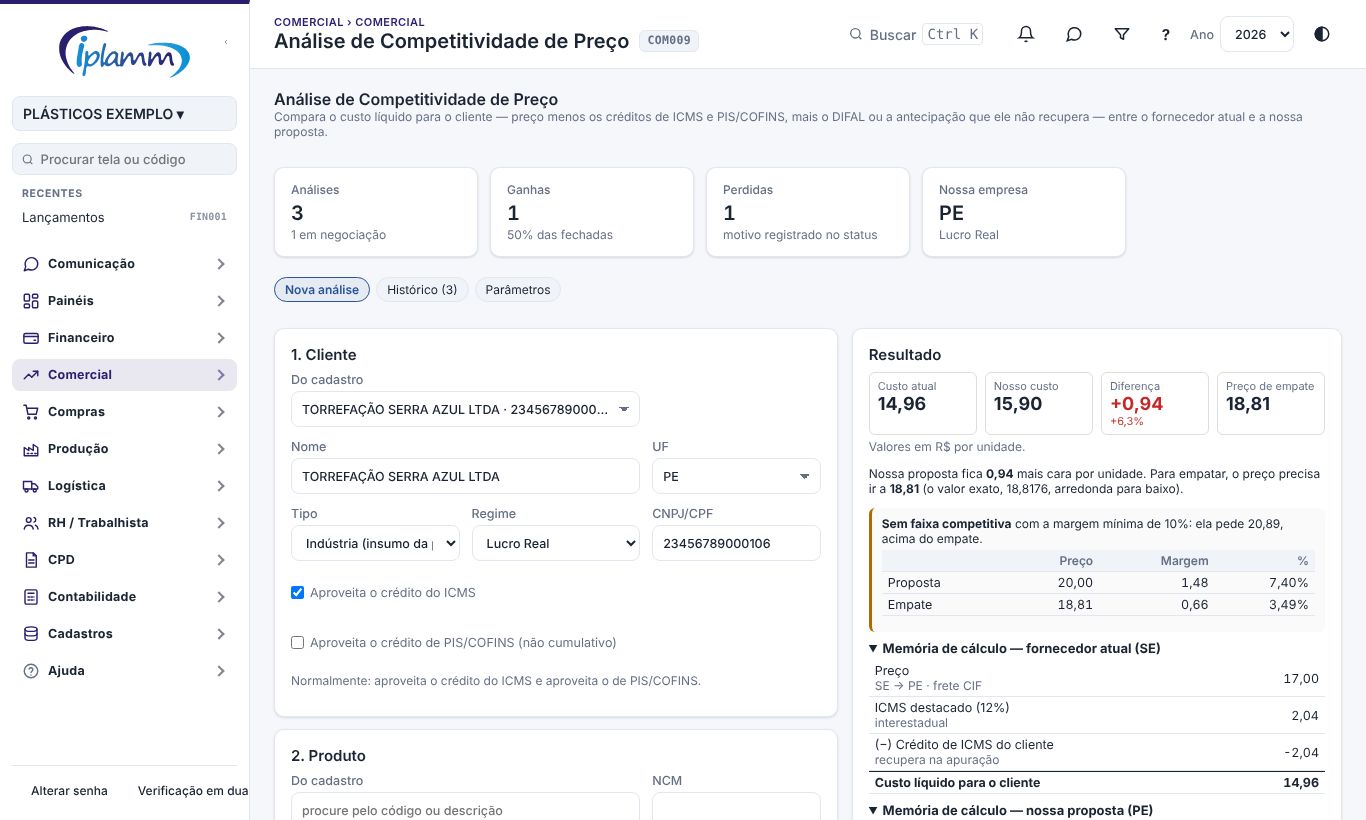 iplamm
PLÁSTICOS EXEMPLO ▾
Procurar tela ou código
RECENTES
Lançamentos FIN001
Comunicação
Painéis
Financeiro
Comercial
Compras
Produção
Logística
RH / Trabalhista
CPD
Contabilidade
Cadastros
Ajuda
Alterar senha Verificação em dua
COMERCIAL › COMERCIAL
Análise de Competitividade de Preço COM009
Buscar Ctrl K
? Ano 2026
Análise de Competitividade de Preço
Compara o custo líquido para o cliente — preço menos os créditos de ICMS e PIS/COFINS, mais o DIFAL ou a antecipação que ele não recupera — entre o fornecedor atual e a nossa
proposta.
Análises
3
1 em negociação
Ganhas
1
50% das fechadas
Perdidas
1
motivo registrado no status
Nossa empresa
PE
Lucro Real
Nova análise Histórico (3) Parâmetros
1. Cliente
Do cadastro
TORREFAÇÃO SERRA AZUL LTDA · 23456789000...
Nome UF
TORREFAÇÃO SERRA AZUL LTDA PE
Tipo Regime CNPJ/CPF
Indústria (insumo da Lucro Real 23456789000106
Aproveita o crédito do ICMS
Aproveita o crédito de PIS/COFINS (não cumulativo)
Normalmente: aproveita o crédito do ICMS e aproveita o de PIS/COFINS.
2. Produto
Do cadastro NCM
procure pelo código ou descrição
Resultado
Custo atual
14,96
Nosso custo
15,90
Diferença
+0,94
+6,3%
Preço de empate
18,81
Valores em R$ por unidade.
Nossa proposta fica 0,94 mais cara por unidade. Para empatar, o preço precisa
ir a 18,81 (o valor exato, 18,8176, arredonda para baixo).
Sem faixa competitiva com a margem mínima de 10%: ela pede 20,89,
acima do empate.
Preço Margem %
Proposta 20,00 1,48 7,40%
Empate 18,81 0,66 3,49%
▼ Memória de cálculo — fornecedor atual (SE)
Preço 17,00
SE → PE · frete CIF
ICMS destacado (12%) 2,04
interestadual
(−) Crédito de ICMS do cliente -2,04
recupera na apuração
Custo líquido para o cliente 14,96
▼ Memória de cálculo — nossa proposta (PE)